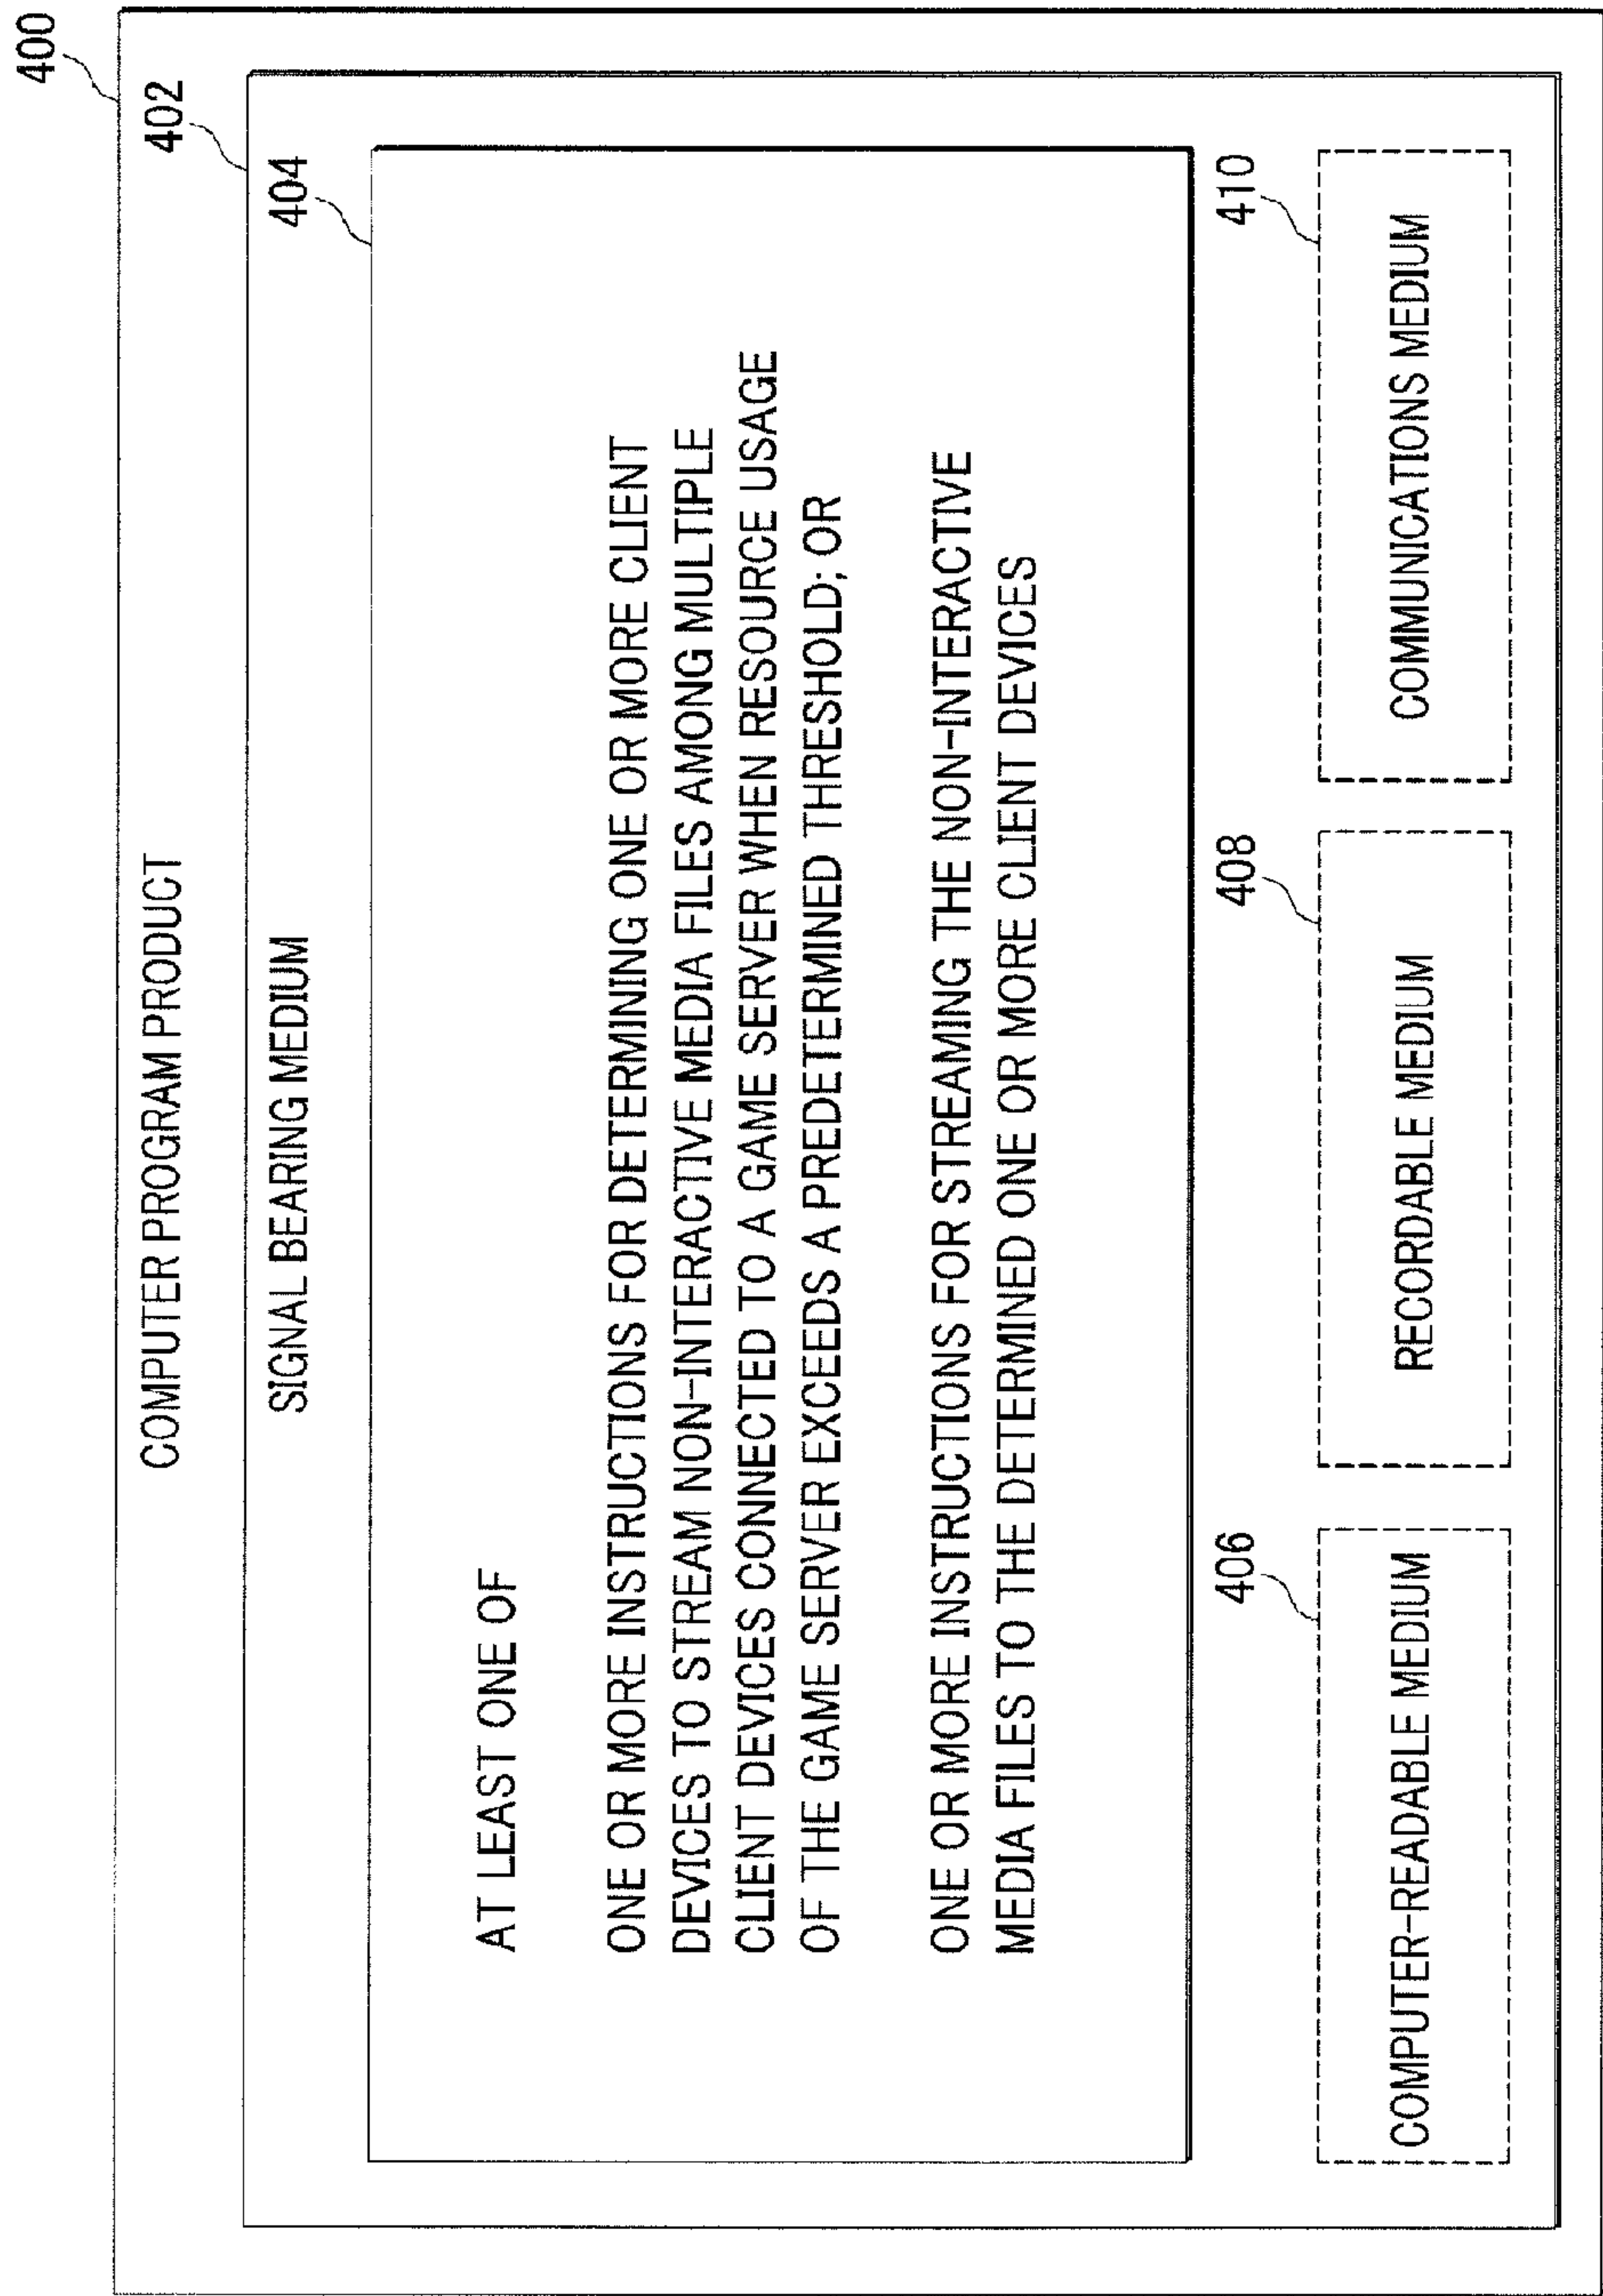 400
COMPUTER PROGRAM PRODUCT
402
SIGNAL BEARING MEDIUM
404
AT LEAST ONE OF
ONE OR MORE INSTRUCTIONS FOR DETERMINING ONE OR MORE CLIENT
DEVICES TO STREAM NON-INTERACTIVE MEDIA FILES AMONG MULTIPLE
CLIENT DEVICES CONNECTED TO A GAME SERVER WHEN RESOURCE USAGE
OF THE GAME SERVER EXCEEDS A PREDETERMINED THRESHOLD; OR
ONE OR MORE INSTRUCTIONS FOR STREAMING THE NON-INTERACTIVE
MEDIA FILES TO THE DETERMINED ONE OR MORE CLIENT DEVICES
406
COMPUTER-READABLE MEDIUM
408
RECORDABLE MEDIUM
410
COMMUNICATIONS MEDIUM